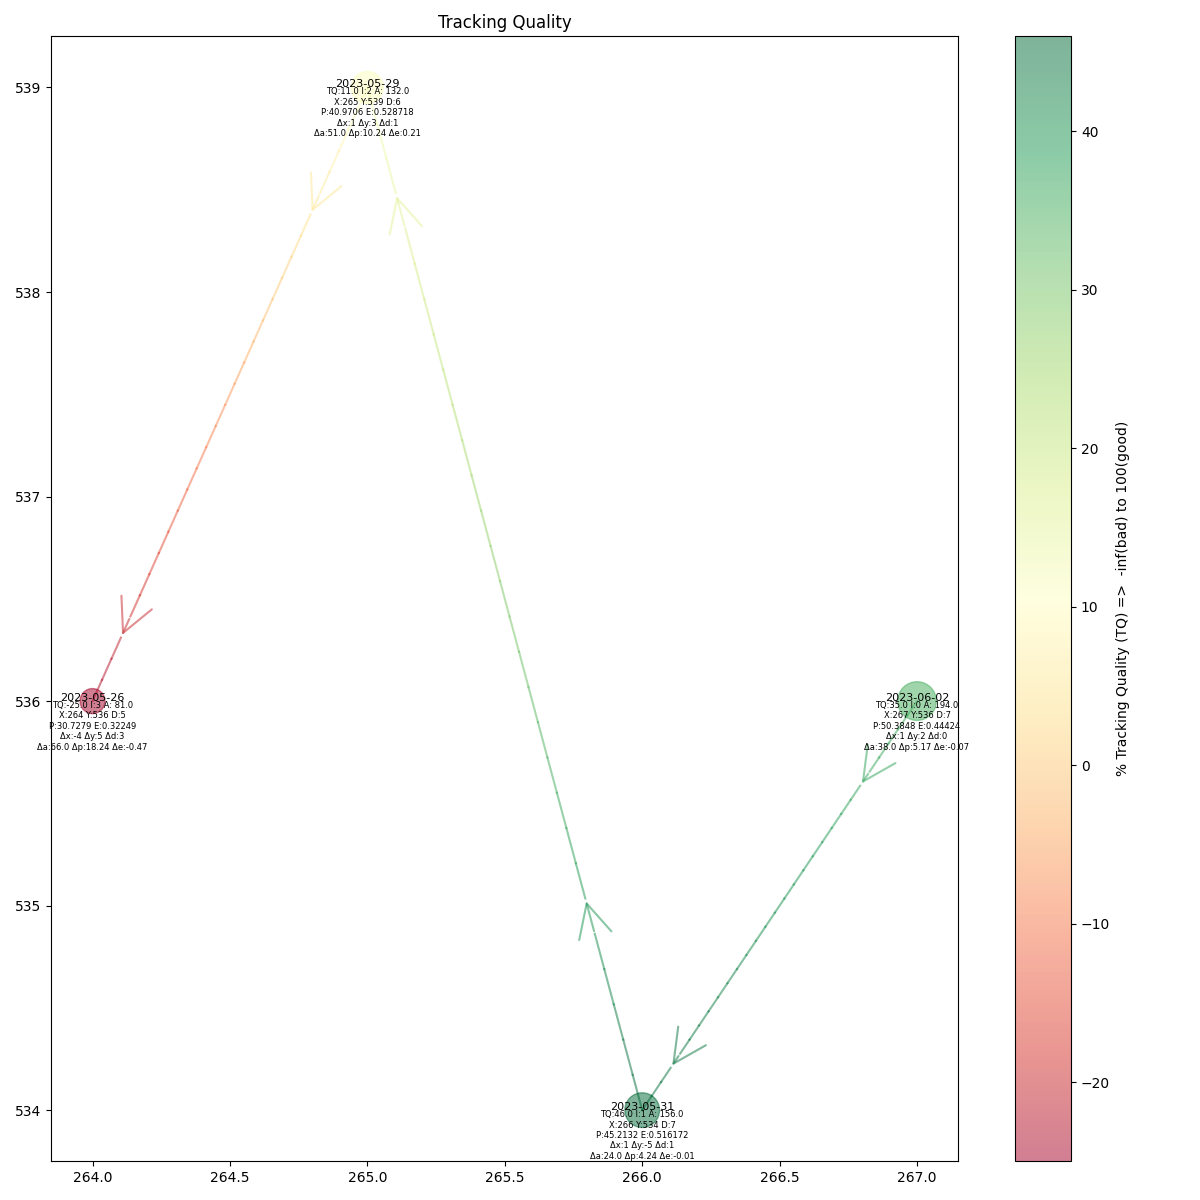 Tracking Quality
539
538
537
536
535
534
264.0
264.5
265.0
265.5
266.0
266.5
267.0
2023-05-29
TQ:11.0 I:2 A: 132.0
X:265 Y:539 D:6
P:40.9706 E:0.528718
Δx:1 Δy:3 Δd:1
Δa:51.0 Δp:10.24 Δe:0.21
2023-05-26
TQ:-25.0 I:3 A: 81.0
X:264 Y:536 D:5
P:30.7279 E:0.32249
Δx:-4 Δy:5 Δd:3
Δa:66.0 Δp:18.24 Δe:-0.47
2023-06-02
TQ:35.0 I:0 A: 194.0
X:267 Y:536 D:7
P:50.3848 E:0.44424
Δx:1 Δy:2 Δd:0
Δa:38.0 Δp:5.17 Δe:-0.07
2023-05-31
TQ:46.0 I:1 A: 156.0
X:266 Y:534 D:7
P:45.2132 E:0.516172
Δx:1 Δy:-5 Δd:1
Δa:24.0 Δp:4.24 Δe:-0.01
40
30
20
10
0
−10
−20
% Tracking Quality (TQ) => -inf(bad) to 100(good)